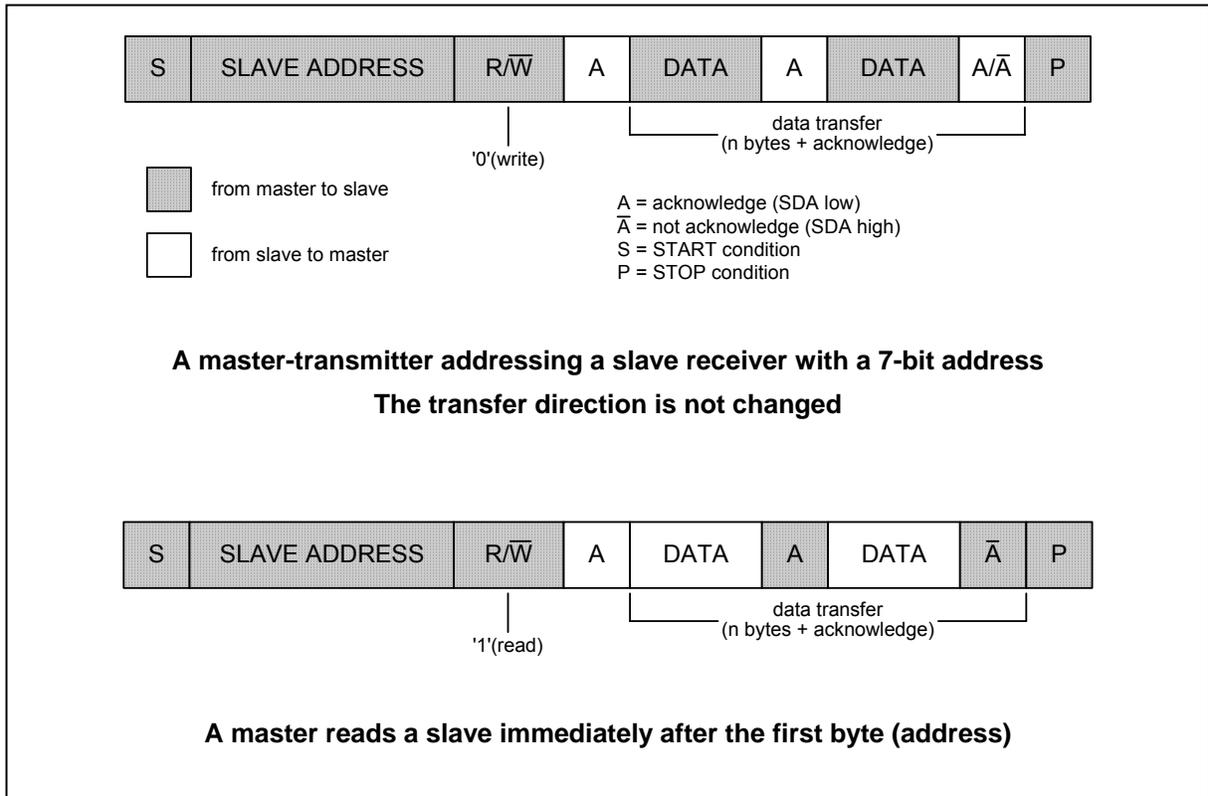 S SLAVE ADDRESS R/W̅ A DATA A DATA A/A̅ P
data transfer
(n bytes + acknowledge)
'0'(write)
from master to slave
from slave to master
A = acknowledge (SDA low)
A̅ = not acknowledge (SDA high)
S = START condition
P = STOP condition
A master-transmitter addressing a slave receiver with a 7-bit address
The transfer direction is not changed
S SLAVE ADDRESS R/W̅ A DATA A DATA A̅ P
data transfer
(n bytes + acknowledge)
'1'(read)
A master reads a slave immediately after the first byte (address)